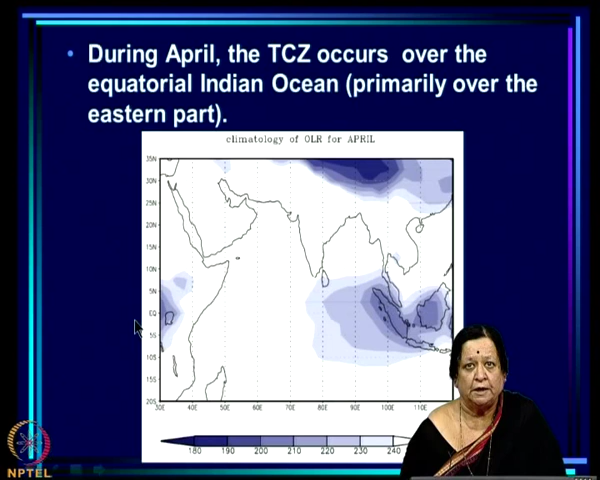 • During April, the TCZ occurs over the
equatorial Indian Ocean (primarily over the
eastern part).
climatology of OLR for APRIL
35N
30N
25N
20N
15N
10N
5N
EQ
5S
10S
15S
20S
30E 40E 50E 60E 70E 80E 90E 100E 110E
180 190 200 210 220 230 240
NPTEL